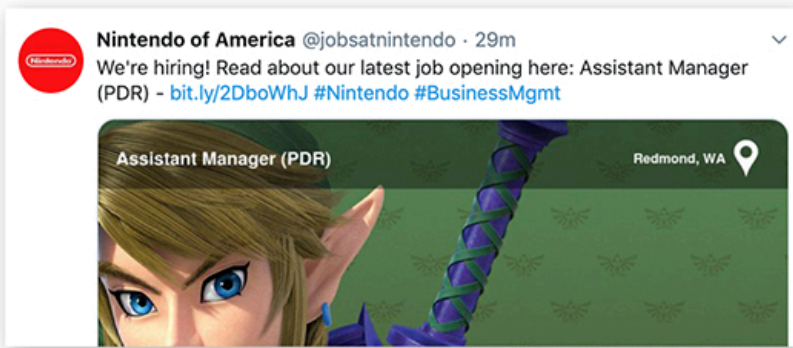 Nintendo
Nintendo of America @jobsatnintendo · 29m
We're hiring! Read about our latest job opening here: Assistant Manager
(PDR) - bit.ly/2DboWhJ #Nintendo #BusinessMgmt
Assistant Manager (PDR)
Redmond, WA